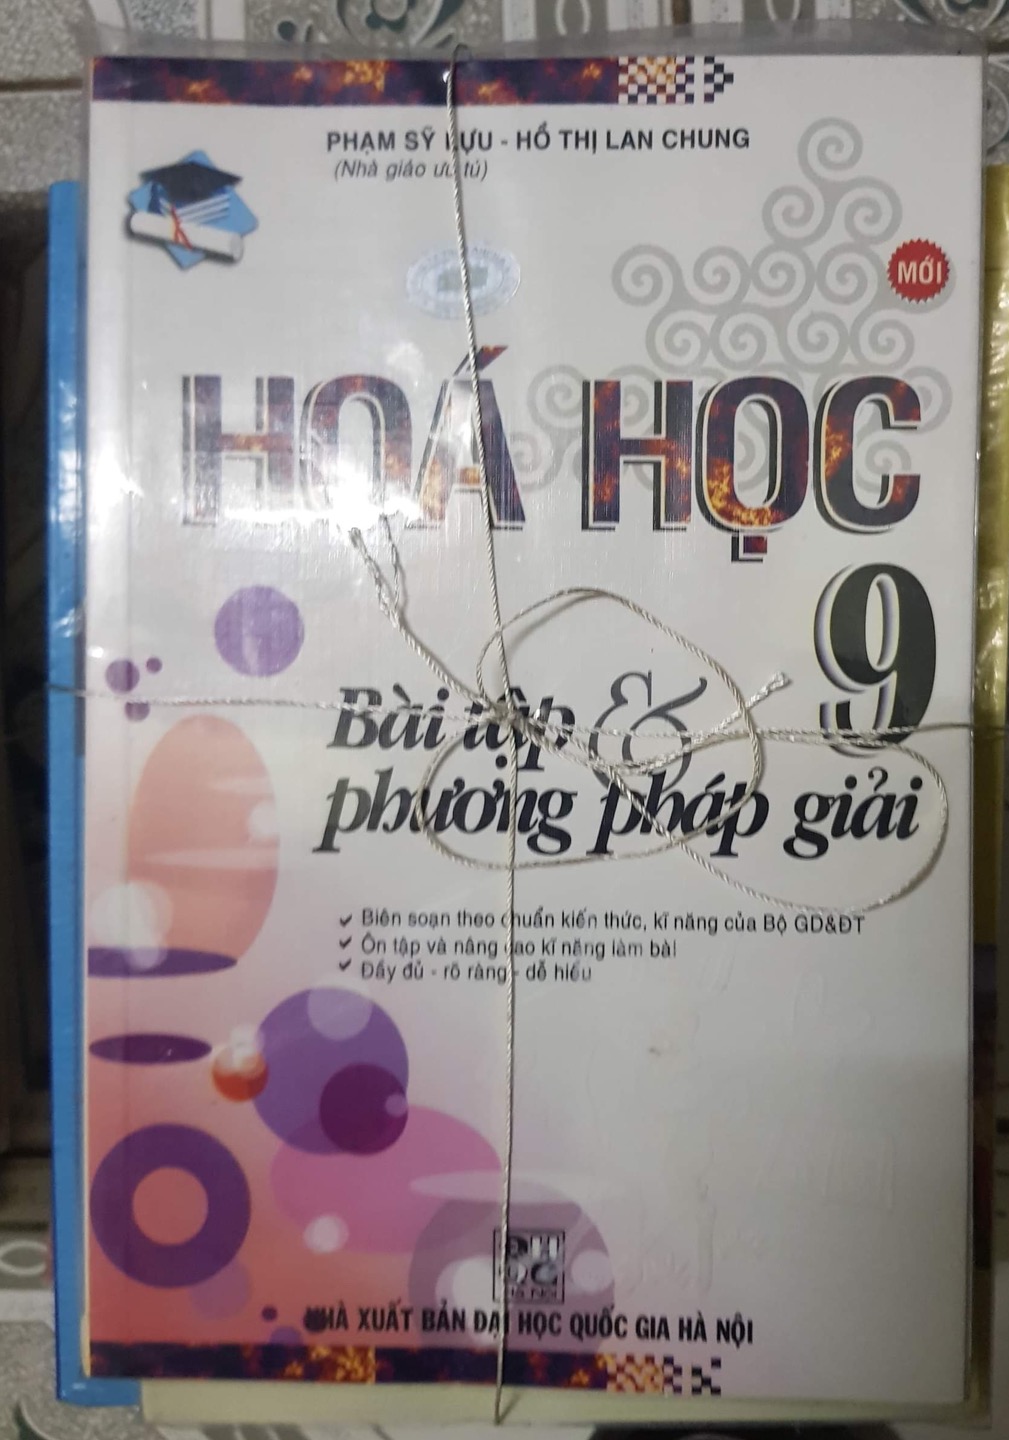 PHẠM SỸ LỰU - HỒ THỊ LAN CHUNG
(Nhà giáo ưu tú)
MỚI
HOÁ HỌC
9
Bài tập &
phương pháp giải
Biên soạn theo chuẩn kiến thức, kĩ năng của Bộ GD&ĐT
Ôn tập và nâng cao kĩ năng làm bài
Đầy đủ - rõ ràng - dễ hiểu
NHÀ XUẤT BẢN ĐẠI HỌC QUỐC GIA HÀ NỘI